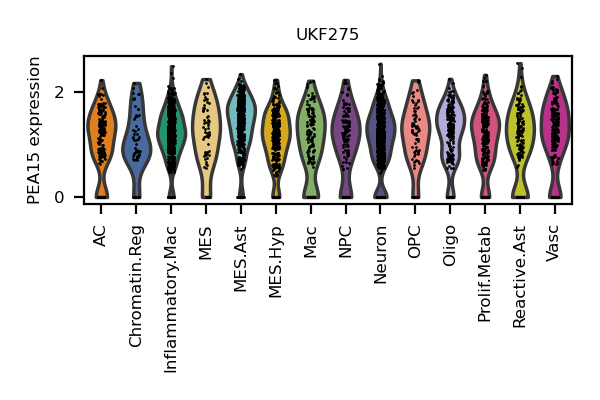 UKF275
PEA15 expression
2
0
AC
Chromatin.Reg
Inflammatory.Mac
MES
MES.Ast
MES.Hyp
Mac
NPC
Neuron
OPC
Oligo
Prolif.Metab
Reactive.Ast
Vasc